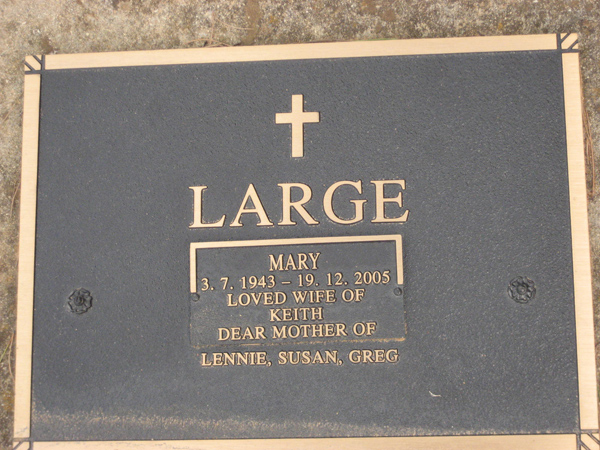 LARGE
MARY
3. 7. 1943 – 19. 12. 2005
LOVED WIFE OF
KEITH
DEAR MOTHER OF
LENNIE, SUSAN, GREG